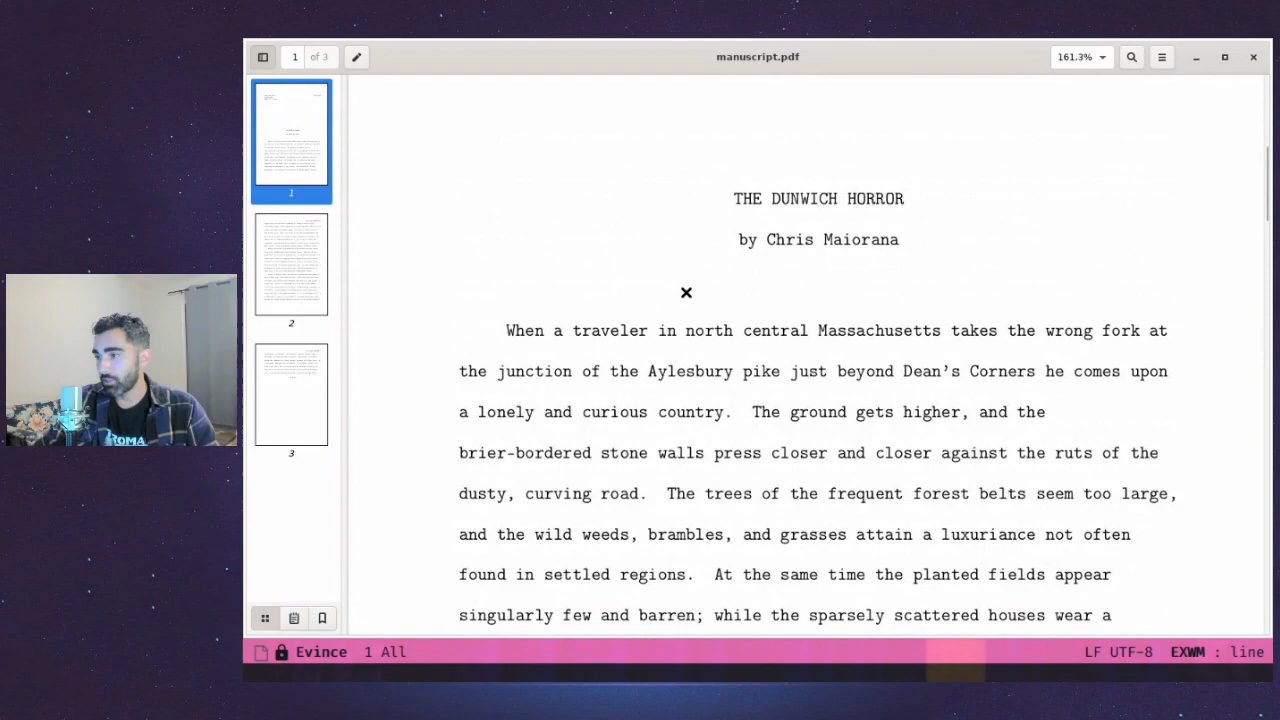 1 of 3
manuscript.pdf
161.3%
1
2
3
THE DUNWICH HORROR
by Chris Maiorana
When a traveler in north central Massachusetts takes the wrong fork at
the junction of the Aylesbury pike just beyond Dean’s Corners he comes upon
a lonely and curious country.  The ground gets higher, and the
brier-bordered stone walls press closer and closer against the ruts of the
dusty, curving road.  The trees of the frequent forest belts seem too large,
and the wild weeds, brambles, and grasses attain a luxuriance not often
found in settled regions.  At the same time the planted fields appear
singularly few and barren; while the sparsely scattered houses wear a
Evince 1 All
LF UTF-8 EXWM : line